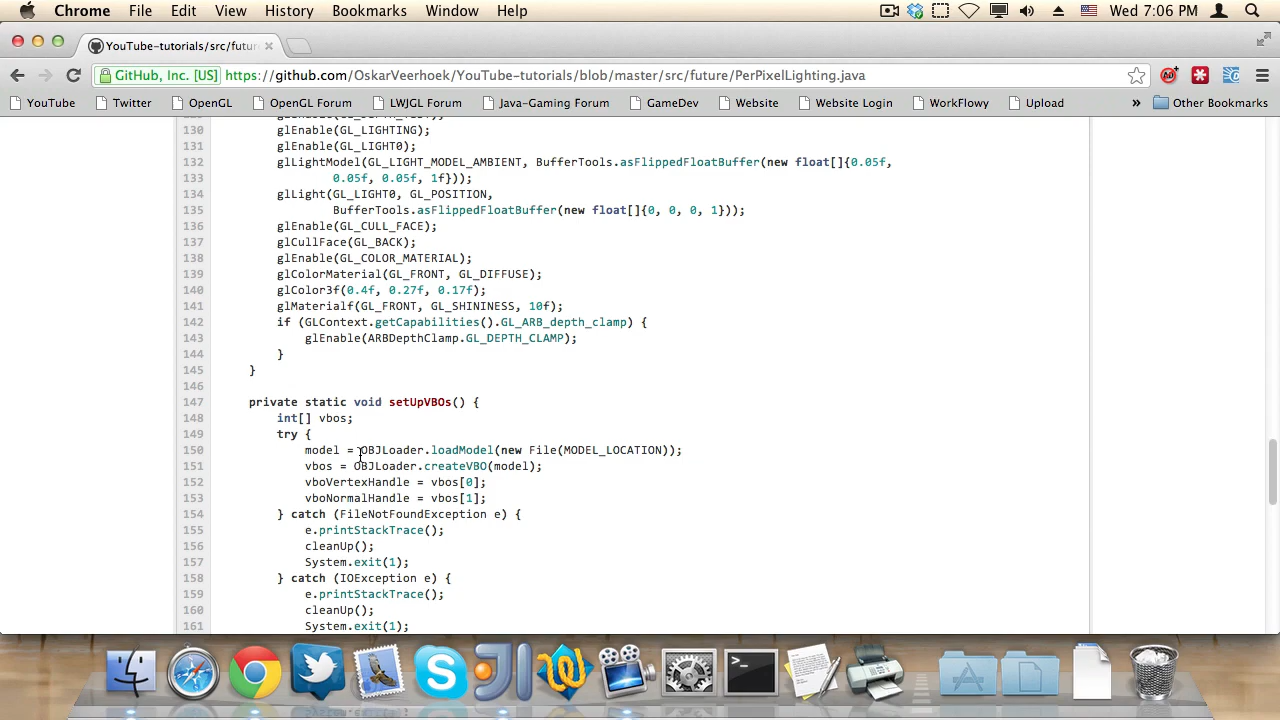 Chrome File Edit View History Bookmarks Window Help Wed 7:06 PM
YouTube-tutorials/src/futur
GitHub, Inc. [US] https://github.com/OskarVeerhoek/YouTube-tutorials/blob/master/src/future/PerPixelLighting.java
YouTube Twitter OpenGL OpenGL Forum LWJGL Forum Java-Gaming Forum GameDev Website Website Login WorkFlowy Upload » Other Bookmarks
130 glEnable(GL_LIGHTING);
131 glEnable(GL_LIGHT0);
132 glLightModel(GL_LIGHT_MODEL_AMBIENT, BufferTools.asFlippedFloatBuffer(new float[]{0.05f,
133 0.05f, 0.05f, 1f}));
134 glLight(GL_LIGHT0, GL_POSITION,
135 BufferTools.asFlippedFloatBuffer(new float[]{0, 0, 0, 1}));
136 glEnable(GL_CULL_FACE);
137 glCullFace(GL_BACK);
138 glEnable(GL_COLOR_MATERIAL);
139 glColorMaterial(GL_FRONT, GL_DIFFUSE);
140 glColor3f(0.4f, 0.27f, 0.17f);
141 glMaterialf(GL_FRONT, GL_SHININESS, 10f);
142 if (GLContext.getCapabilities().GL_ARB_depth_clamp) {
143 glEnable(ARBDepthClamp.GL_DEPTH_CLAMP);
144 }
145 }
146
147 private static void setUpVBOs() {
148 int[] vbos;
149 try {
150 model = OBJLoader.loadModel(new File(MODEL_LOCATION));
151 vbos = OBJLoader.createVBO(model);
152 vboVertexHandle = vbos[0];
153 vboNormalHandle = vbos[1];
154 } catch (FileNotFoundException e) {
155 e.printStackTrace();
156 cleanUp();
157 System.exit(1);
158 } catch (IOException e) {
159 e.printStackTrace();
160 cleanUp();
161 System.exit(1);